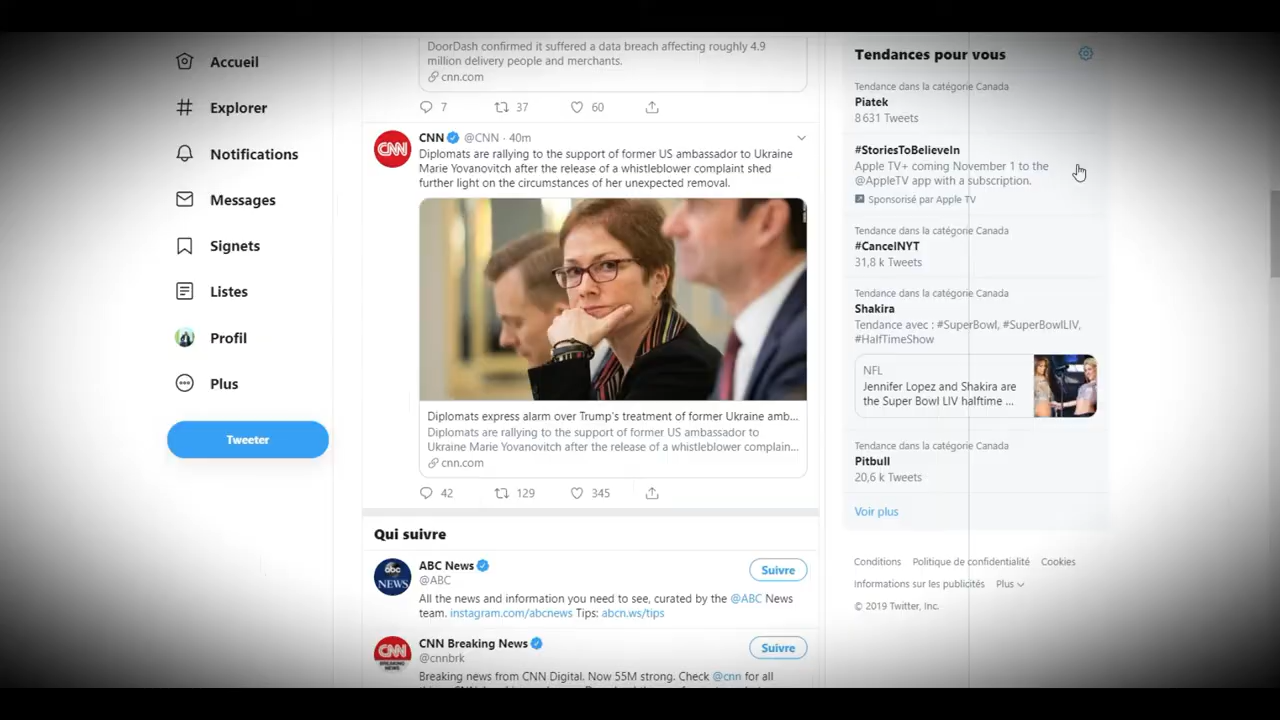 Accueil
Explorer
Notifications
Messages
Signets
Listes
Profil
Plus
Tweeter
DoorDash confirmed it suffered a data breach affecting roughly 4.9
million delivery people and merchants.
cnn.com
7 37 60
CNN @CNN · 40m
Diplomats are rallying to the support of former US ambassador to Ukraine
Marie Yovanovitch after the release of a whistleblower complaint shed
further light on the circumstances of her unexpected removal.
Diplomats express alarm over Trump's treatment of former Ukraine amb...
Diplomats are rallying to the support of former US ambassador to
Ukraine Marie Yovanovitch after the release of a whistleblower complain...
cnn.com
42 129 345
Qui suivre
abc NEWS
ABC News
@ABC
Suivre
All the news and information you need to see, curated by the @ABC News
team. instagram.com/abcnews Tips: abcn.ws/tips
CNN BREAKING NEWS
CNN Breaking News
@cnnbrk
Suivre
Breaking news from CNN Digital. Now 55M strong. Check @cnn for all
Tendances pour vous
Tendance dans la catégorie Canada
Piatek
8 631 Tweets
#StoriesToBelieveIn
Apple TV+ coming November 1 to the
@AppleTV app with a subscription.
Sponsorisé par Apple TV
Tendance dans la catégorie Canada
#CancelNYT
31,8 k Tweets
Tendance dans la catégorie Canada
Shakira
Tendance avec : #SuperBowl, #SuperBowlLIV,
#HalfTimeShow
NFL
Jennifer Lopez and Shakira are
the Super Bowl LIV halftime ...
Tendance dans la catégorie Canada
Pitbull
20,6 k Tweets
Voir plus
Conditions Politique de confidentialité Cookies
Informations sur les publicités Plus
© 2019 Twitter, Inc.